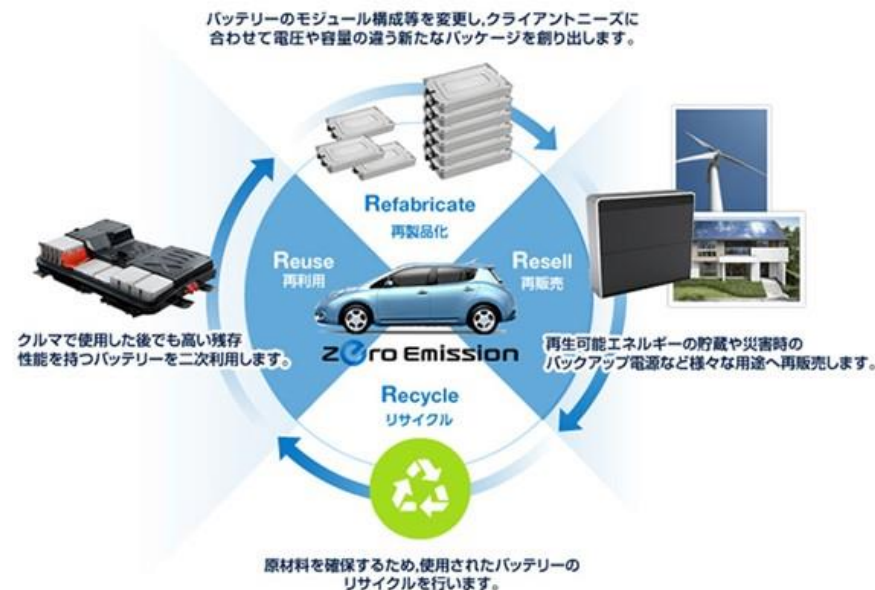 バッテリーのモジュール構成等を変更し,クライアントニーズに
合わせて電圧や容量の違う新たなパッケージを創り出します。
Refabricate
再製品化
Reuse
再利用
Resell
再販売
クルマで使用した後でも高い残存
性能を持つバッテリーを二次利用します。
zero Emission
再生可能エネルギーの貯蔵や災害時の
バックアップ電源など様々な用途へ再販売します。
Recycle
リサイクル
原材料を確保するため,使用されたバッテリーの
リサイクルを行います。